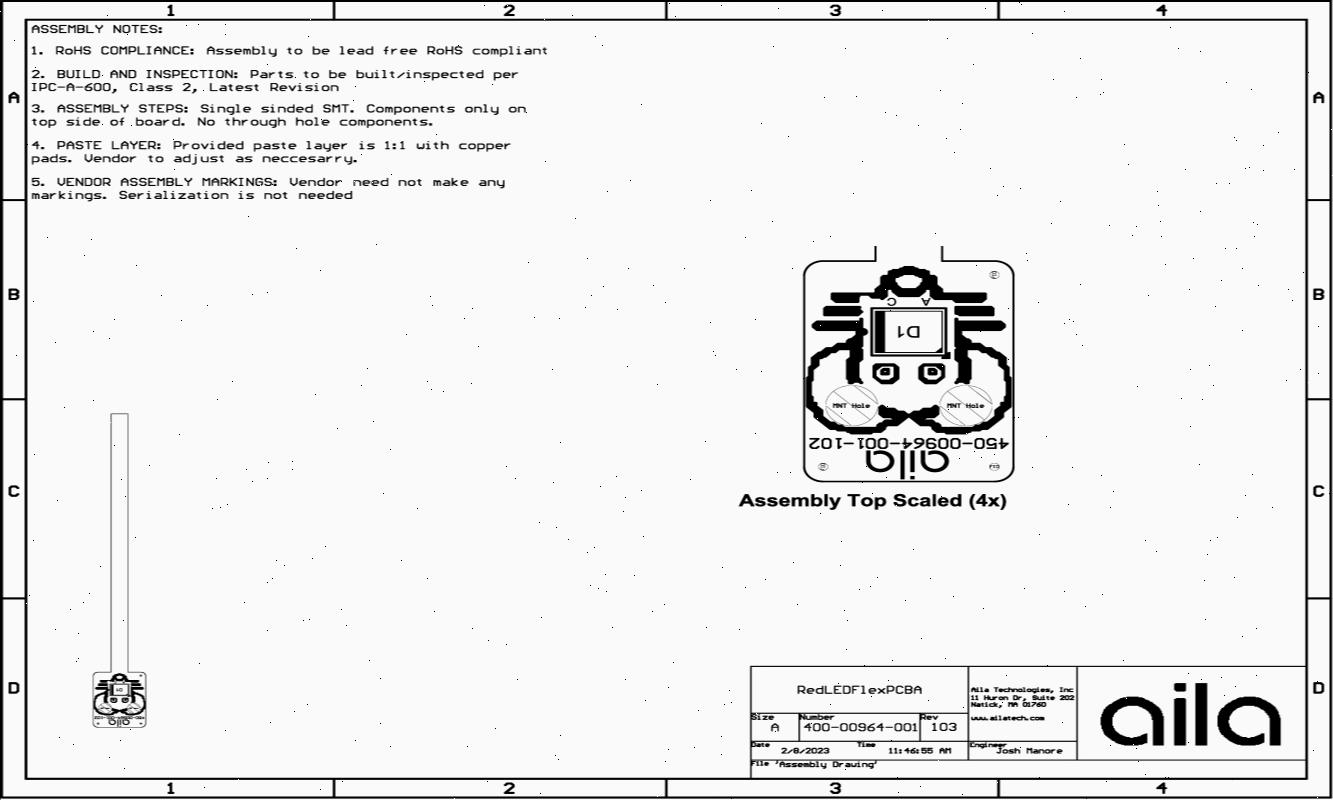 1 2 3 4
ASSEMBLY NOTES:
1. RoHS COMPLIANCE: Assembly to be lead free RoHS compliant
2. BUILD AND INSPECTION: Parts to be built/inspected per
IPC-A-600, Class 2, Latest Revision
3. ASSEMBLY STEPS: Single sinded SMT. Components only on
top side of board. No through hole components.
4. PASTE LAYER: Provided paste layer is 1:1 with copper
pads. Vendor to adjust as neccesarry.
5. VENDOR ASSEMBLY MARKINGS: Vendor need not make any
markings. Serialization is not needed
A A
B B
C C
D D
C A
D1
MNT Hole MNT Hole
450-00964-001-102
aila
Assembly Top Scaled (4x)
D1
450-00964-001-102
aila
RedLEDFlexPCBA
Size A
Number 400-00964-001
Rev 103
Date 2/8/2023
Time 11:46:55 AM
File 'Assembly Drawing'
Aila Technologies, Inc
11 Huron Dr, Suite 202
Natick, MA 01760
www.ailatech.com
Engineer
Josh Manore
aila
1 2 3 4